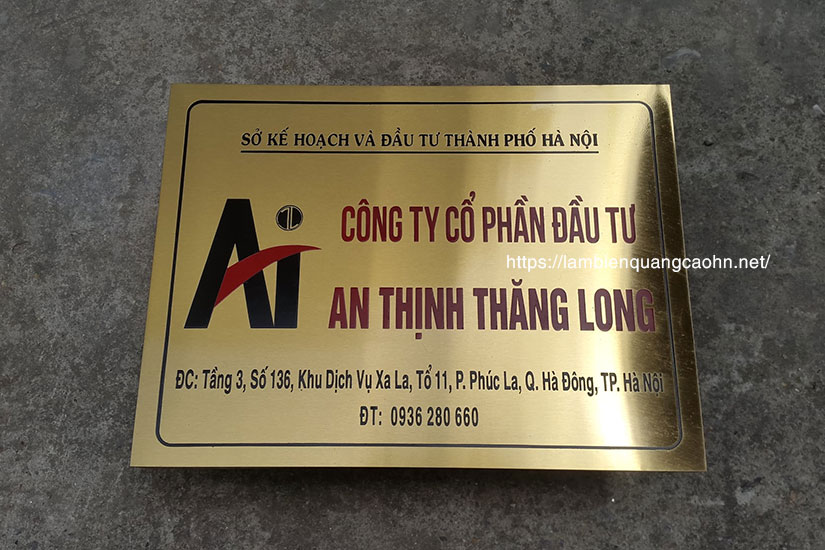 SỞ KẾ HOẠCH VÀ ĐẦU TƯ THÀNH PHỐ HÀ NỘI
Ai
CÔNG TY CỔ PHẦN ĐẦU TƯ
https://lambienquangcaohn.net/
AN THỊNH THĂNG LONG
ĐC: Tầng 3, Số 136, Khu Dịch Vụ Xa La, Tổ 11, P. Phúc La, Q. Hà Đông, TP. Hà Nội
ĐT: 0936 280 660